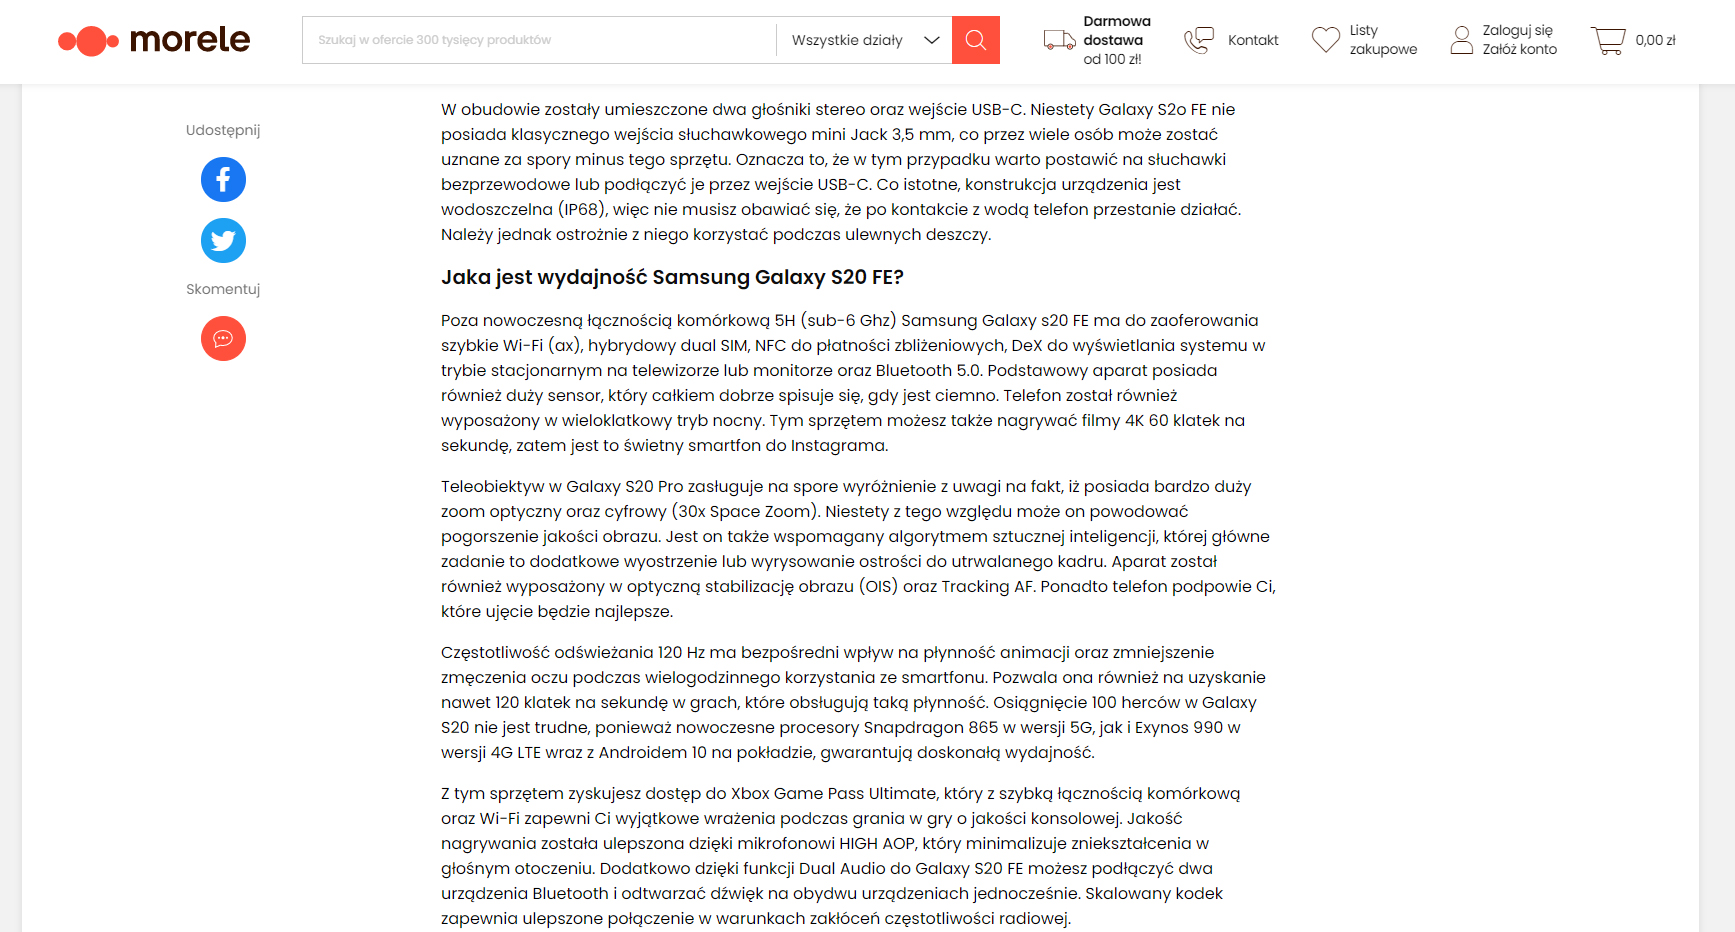 morele
Szukaj w ofercie 300 tysięcy produktów
Wszystkie działy
Darmowa
dostawa
od 100 zł!
Kontakt
Listy
zakupowe
Zaloguj się
Załóż konto
0,00 zł
Udostępnij
Skomentuj
W obudowie zostały umieszczone dwa głośniki stereo oraz wejście USB-C. Niestety Galaxy S2o FE nie
posiada klasycznego wejścia słuchawkowego mini Jack 3,5 mm, co przez wiele osób może zostać
uznane za spory minus tego sprzętu. Oznacza to, że w tym przypadku warto postawić na słuchawki
bezprzewodowe lub podłączyć je przez wejście USB-C. Co istotne, konstrukcja urządzenia jest
wodoszczelna (IP68), więc nie musisz obawiać się, że po kontakcie z wodą telefon przestanie działać.
Należy jednak ostrożnie z niego korzystać podczas ulewnych deszczy.
Jaka jest wydajność Samsung Galaxy S20 FE?
Poza nowoczesną łącznością komórkową 5H (sub-6 Ghz) Samsung Galaxy s20 FE ma do zaoferowania
szybkie Wi-Fi (ax), hybrydowy dual SIM, NFC do płatności zbliżeniowych, DeX do wyświetlania systemu w
trybie stacjonarnym na telewizorze lub monitorze oraz Bluetooth 5.0. Podstawowy aparat posiada
również duży sensor, który całkiem dobrze spisuje się, gdy jest ciemno. Telefon został również
wyposażony w wieloklatkowy tryb nocny. Tym sprzętem możesz także nagrywać filmy 4K 60 klatek na
sekundę, zatem jest to świetny smartfon do Instagrama.
Teleobiektyw w Galaxy S20 Pro zasługuje na spore wyróżnienie z uwagi na fakt, iż posiada bardzo duży
zoom optyczny oraz cyfrowy (30x Space Zoom). Niestety z tego względu może on powodować
pogorszenie jakości obrazu. Jest on także wspomagany algorytmem sztucznej inteligencji, której główne
zadanie to dodatkowe wyostrzenie lub wyrysowanie ostrości do utrwalanego kadru. Aparat został
również wyposażony w optyczną stabilizację obrazu (OIS) oraz Tracking AF. Ponadto telefon podpowie Ci,
które ujęcie będzie najlepsze.
Częstotliwość odświeżania 120 Hz ma bezpośredni wpływ na płynność animacji oraz zmniejszenie
zmęczenia oczu podczas wielogodzinnego korzystania ze smartfonu. Pozwala ona również na uzyskanie
nawet 120 klatek na sekundę w grach, które obsługują taką płynność. Osiągnięcie 100 herców w Galaxy
S20 nie jest trudne, ponieważ nowoczesne procesory Snapdragon 865 w wersji 5G, jak i Exynos 990 w
wersji 4G LTE wraz z Androidem 10 na pokładzie, gwarantują doskonałą wydajność.
Z tym sprzętem zyskujesz dostęp do Xbox Game Pass Ultimate, który z szybką łącznością komórkową
oraz Wi-Fi zapewni Ci wyjątkowe wrażenia podczas grania w gry o jakości konsolowej. Jakość
nagrywania została ulepszona dzięki mikrofonowi HIGH AOP, który minimalizuje zniekształcenia w
głośnym otoczeniu. Dodatkowo dzięki funkcji Dual Audio do Galaxy S20 FE możesz podłączyć dwa
urządzenia Bluetooth i odtwarzać dźwięk na obydwu urządzeniach jednocześnie. Skalowany kodek
zapewnia ulepszone połączenie w warunkach zakłóceń częstotliwości radiowej.